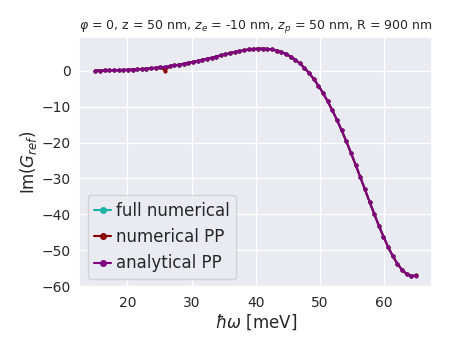 φ = 0, z = 50 nm, z_e = -10 nm, z_p = 50 nm, R = 900 nm
Im(G_ref)
0
−10
−20
−30
−40
−50
−60
full numerical
numerical PP
analytical PP
20 30 40 50 60
ħω [meV]